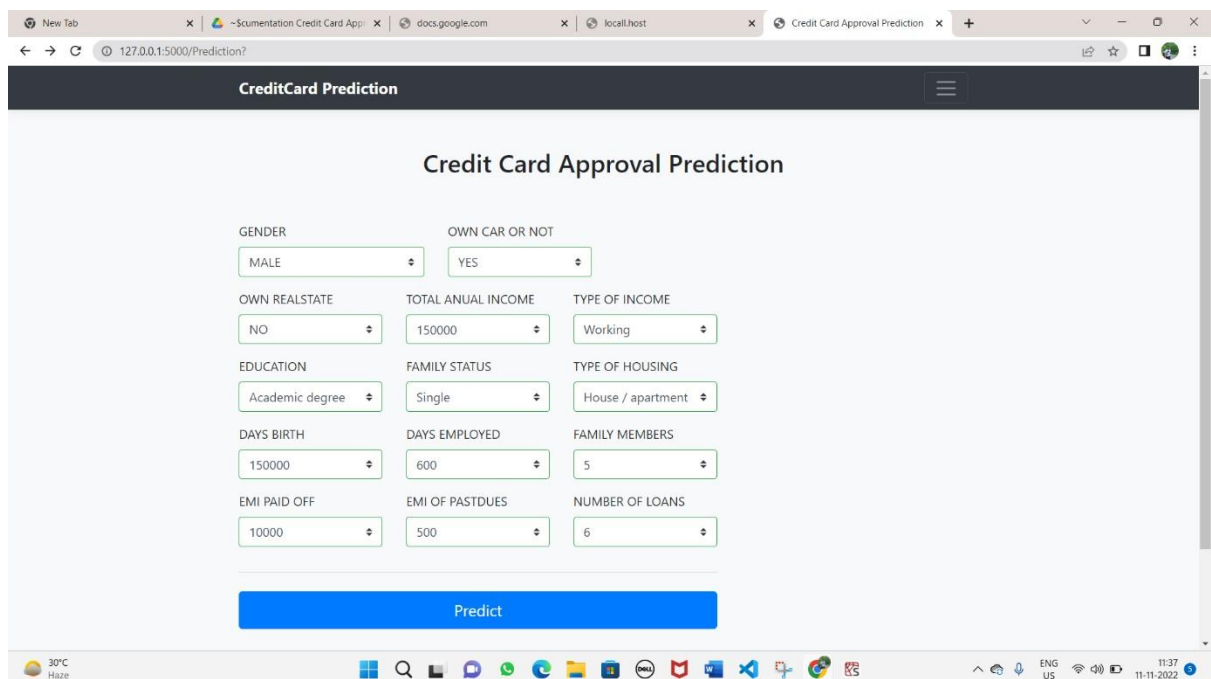 New Tab
~$cumentation Credit Card Appr
docs.google.com
locall.host
Credit Card Approval Prediction
127.0.0.1:5000/Prediction?
CreditCard Prediction
Credit Card Approval Prediction
GENDER OWN CAR OR NOT
MALE YES
OWN REALSTATE TOTAL ANUAL INCOME TYPE OF INCOME
NO 150000 Working
EDUCATION FAMILY STATUS TYPE OF HOUSING
Academic degree Single House / apartment
DAYS BIRTH DAYS EMPLOYED FAMILY MEMBERS
150000 600 5
EMI PAID OFF EMI OF PASTDUES NUMBER OF LOANS
10000 500 6
Predict
30°C
Haze
DELL
ENG
US
11:37
11-11-2022
5